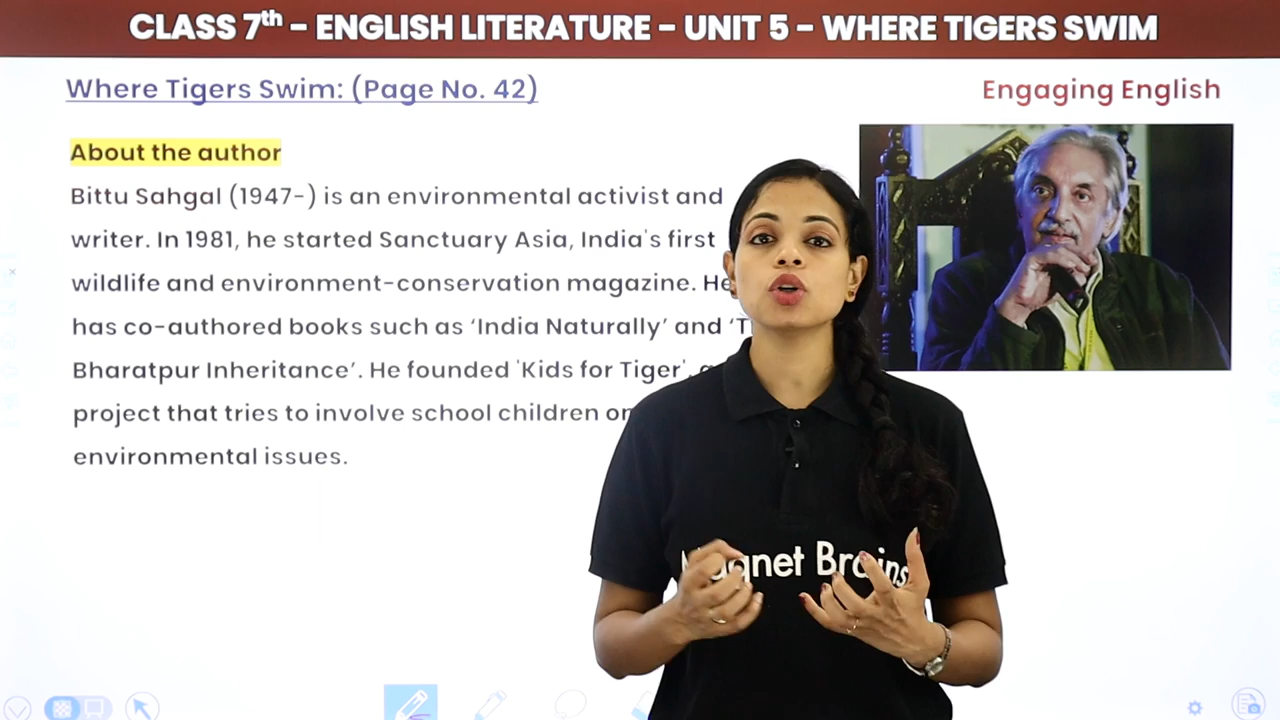 CLASS 7th - ENGLISH LITERATURE - UNIT 5 - WHERE TIGERS SWIM
Where Tigers Swim: (Page No. 42)
Engaging English
About the author
Bittu Sahgal (1947-) is an environmental activist and
writer. In 1981, he started Sanctuary Asia, India's first
wildlife and environment-conservation magazine. He
has co-authored books such as ‘India Naturally’ and
Bharatpur Inheritance’. He founded 'Kids for Tiger',
project that tries to involve school children on
environmental issues.
Magnet Brains